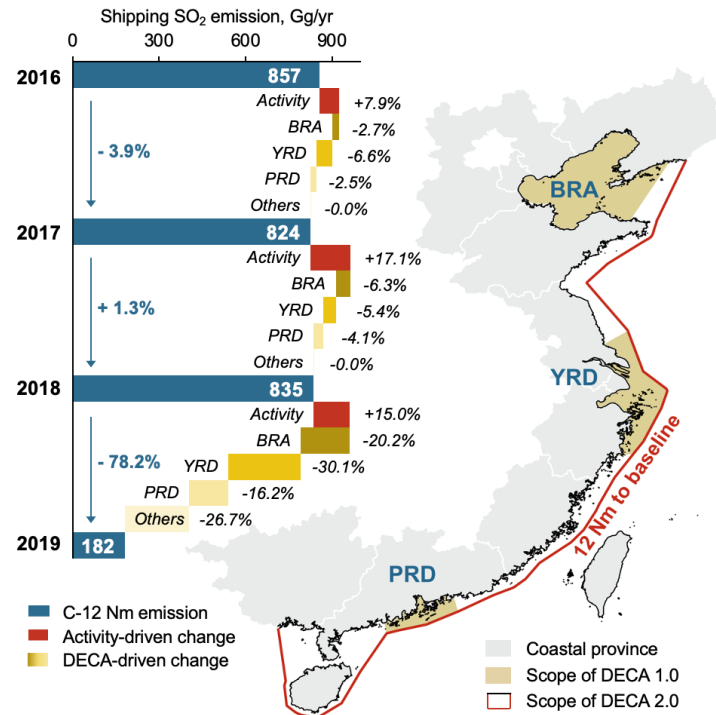 Shipping SO₂ emission, Gg/yr
0 300 600 900
2016 857
Activity +7.9%
BRA -2.7%
- 3.9% YRD -6.6%
PRD -2.5%
Others -0.0%
2017 824
Activity +17.1%
BRA -6.3%
+ 1.3% YRD -5.4%
PRD -4.1%
Others -0.0%
2018 835
Activity +15.0%
BRA -20.2%
- 78.2% YRD -30.1%
PRD -16.2%
Others -26.7%
2019 182
BRA
YRD
PRD
12 Nm to baseline
C-12 Nm emission
Activity-driven change
DECA-driven change
Coastal province
Scope of DECA 1.0
Scope of DECA 2.0